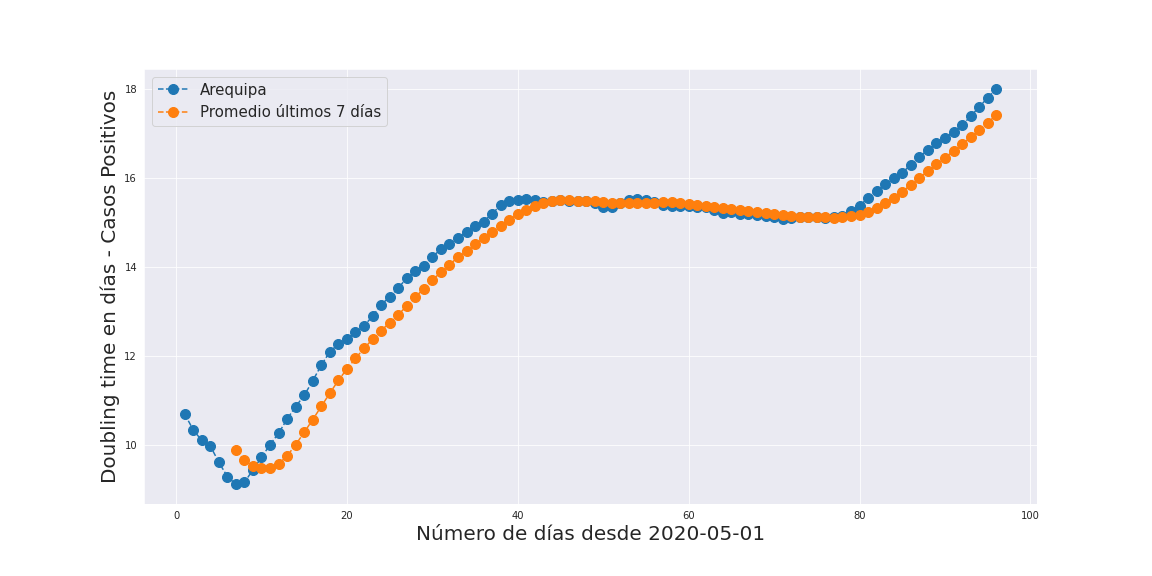 Arequipa
Promedio últimos 7 días
Doubling time en días - Casos Positivos
18
16
14
12
10
0
20
40
60
80
100
Número de días desde 2020-05-01